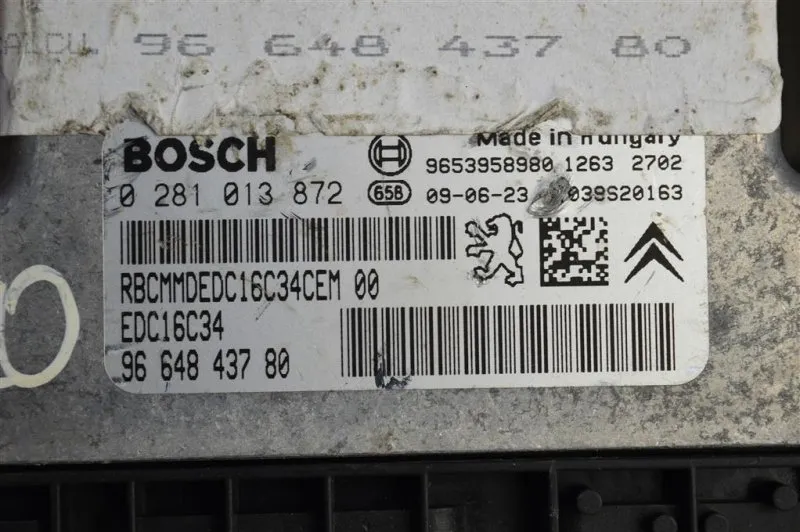 96 648 437 80
BOSCH
Made in Hungary
9653958980 1263 2702
0 281 013 872
658
09-06-23
039S20163
RBCMMDEDC16C34CEM 00
EDC16C34
96 648 437 80